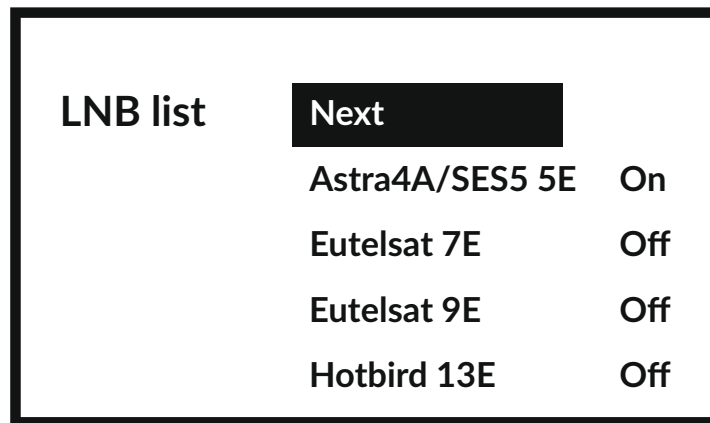 LNB list
Next
Astra4A/SES5 5E On
Eutelsat 7E Off
Eutelsat 9E Off
Hotbird 13E Off